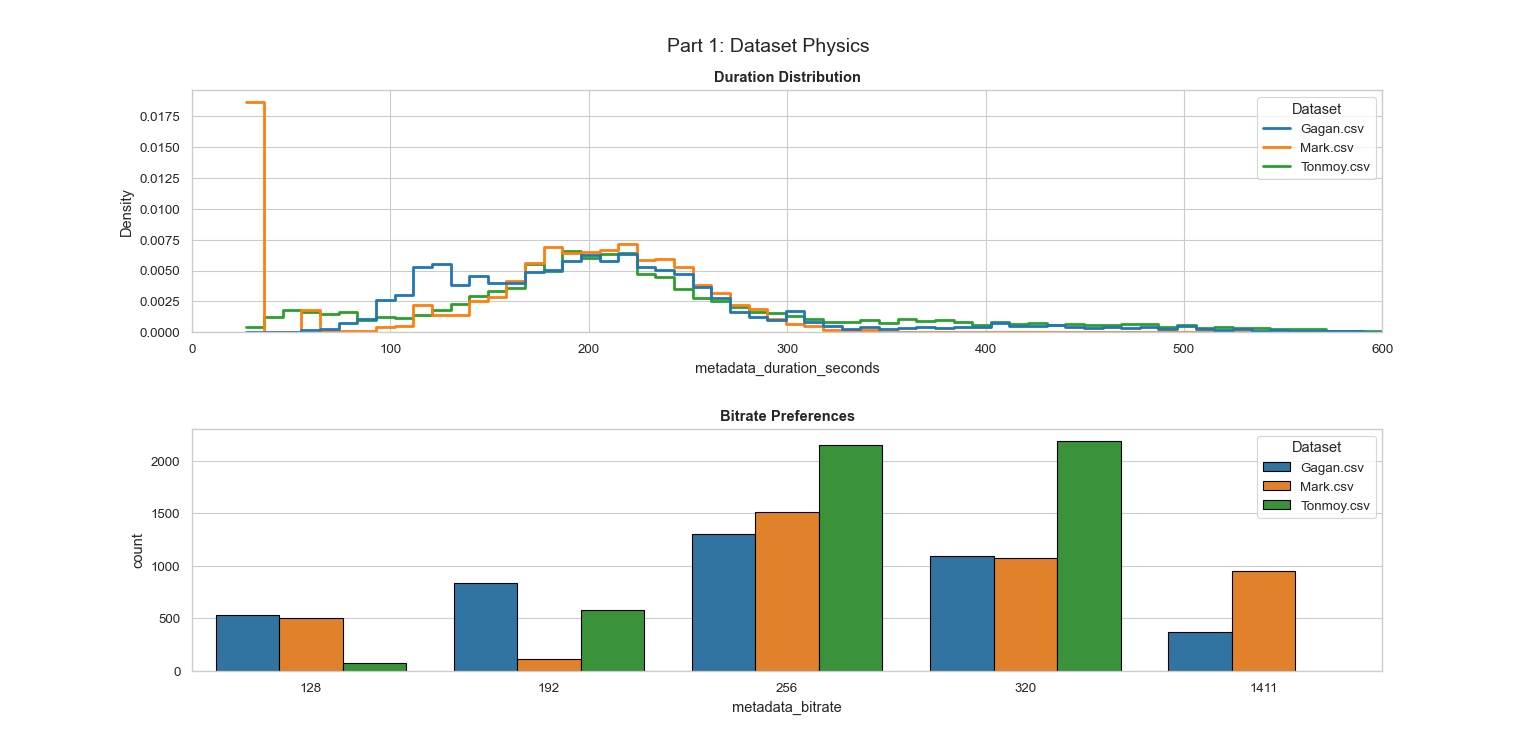 Part 1: Dataset Physics
Duration Distribution
Dataset
Gagan.csv
Mark.csv
Tonmoy.csv
0.0175
0.0150
0.0125
0.0100
0.0075
0.0050
0.0025
0.0000
Density
0 100 200 300 400 500 600
metadata_duration_seconds
Bitrate Preferences
Dataset
Gagan.csv
Mark.csv
Tonmoy.csv
2000
1500
1000
500
0
count
128 192 256 320 1411
metadata_bitrate